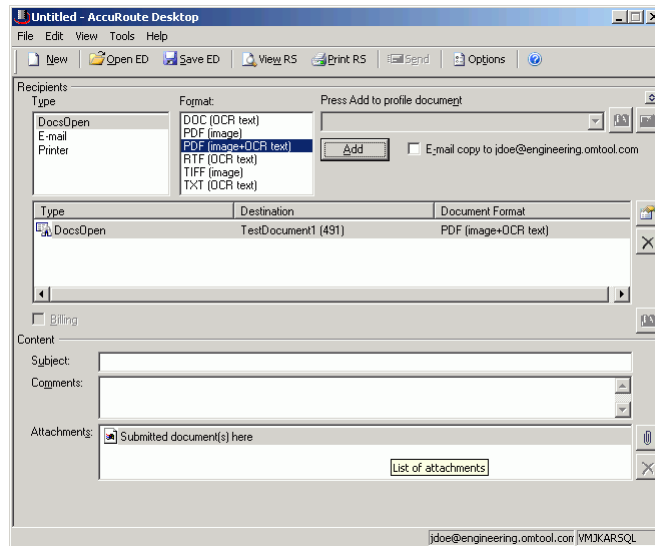 Untitled - AccuRoute Desktop
File Edit View Tools Help
New Open ED Save ED View RS Print RS Send Options
Recipients
Type Format: Press Add to profile document
DocsOpen
E-mail
Printer
DOC (OCR text)
PDF (image)
PDF (image+OCR text)
RTF (OCR text)
TIFF (image)
TXT (OCR text)
Add E-mail copy to jdoe@engineering.omtool.com
Type Destination Document Format
DocsOpen TestDocument1 (491) PDF (image+OCR text)
Billing
Content
Subject:
Comments:
Attachments: Submitted document(s) here
List of attachments
jdoe@engineering.omtool.com VMJKARSQL